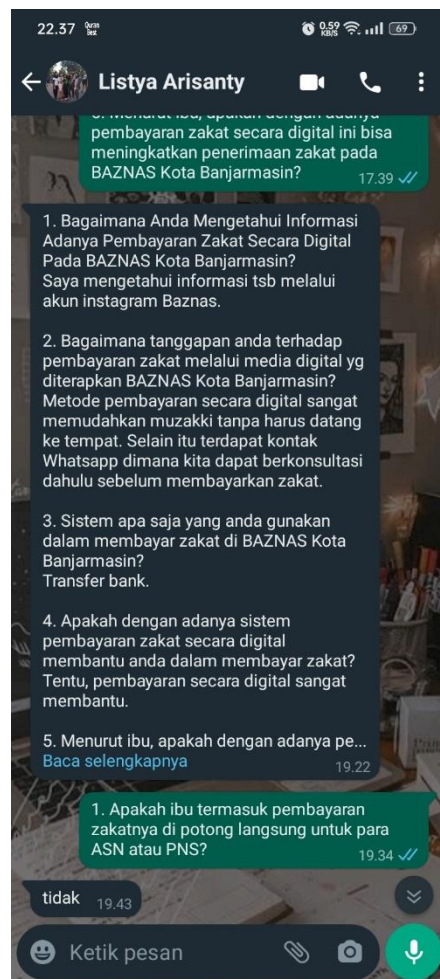 22.37 Quran Best 0.59 KB/S 69
Listya Arisanty
pembayaran zakat secara digital ini bisa
meningkatkan penerimaan zakat pada
BAZNAS Kota Banjarmasin?
17.39
1. Bagaimana Anda Mengetahui Informasi
Adanya Pembayaran Zakat Secara Digital
Pada BAZNAS Kota Banjarmasin?
Saya mengetahui informasi tsb melalui
akun instagram Baznas.
2. Bagaimana tanggapan anda terhadap
pembayaran zakat melalui media digital yg
diterapkan BAZNAS Kota Banjarmasin?
Metode pembayaran secara digital sangat
memudahkan muzakki tanpa harus datang
ke tempat. Selain itu terdapat kontak
Whatsapp dimana kita dapat berkonsultasi
dahulu sebelum membayarkan zakat.
3. Sistem apa saja yang anda gunakan
dalam membayar zakat di BAZNAS Kota
Banjarmasin?
Transfer bank.
4. Apakah dengan adanya sistem
pembayaran zakat secara digital
membantu anda dalam membayar zakat?
Tentu, pembayaran secara digital sangat
membantu.
5. Menurut ibu, apakah dengan adanya pe...
Baca selengkapnya
19.22
1. Apakah ibu termasuk pembayaran
zakatnya di potong langsung untuk para
ASN atau PNS?
19.34
tidak 19.43
Ketik pesan